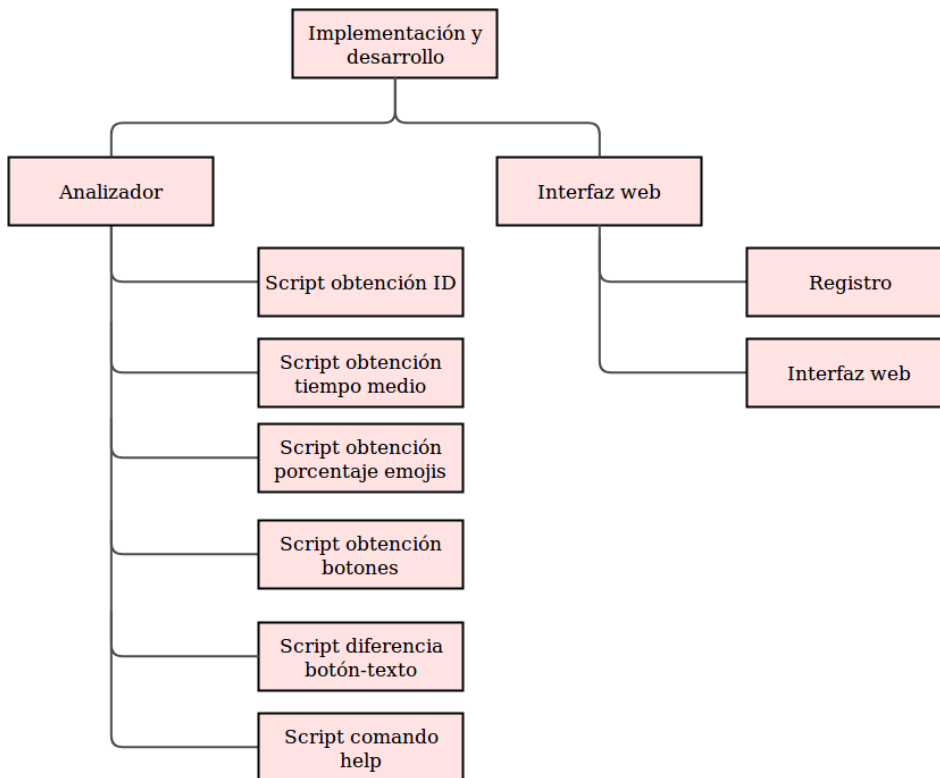 Implementación y
desarrollo
Analizador
Interfaz web
Script obtención ID
Registro
Script obtención
tiempo medio
Interfaz web
Script obtención
porcentaje emojis
Script obtención
botones
Script diferencia
botón-texto
Script comando
help